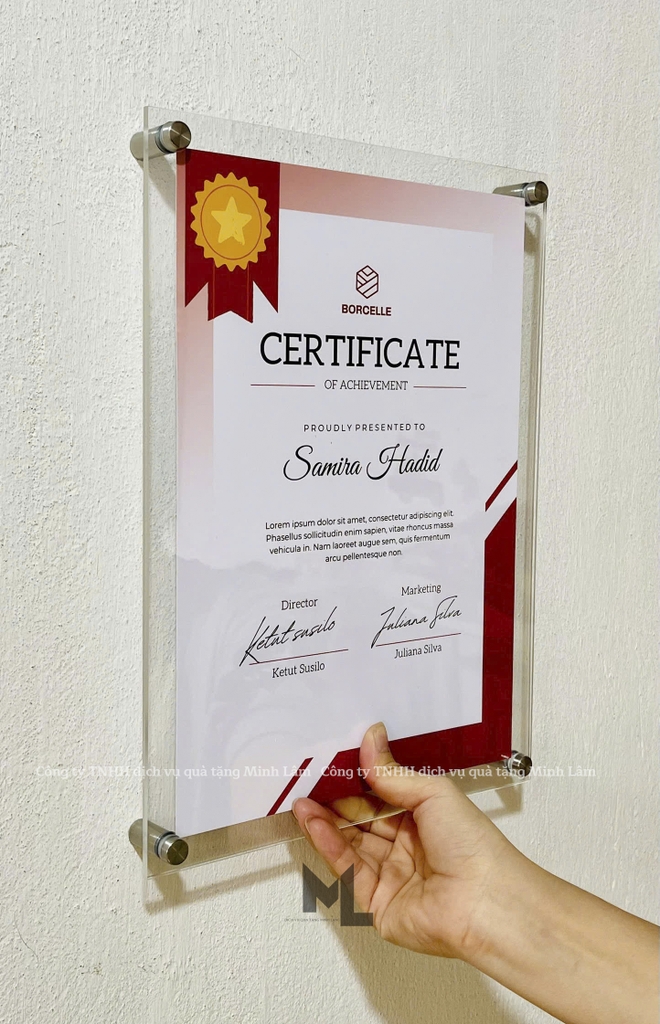 BORCELLE
CERTIFICATE
OF ACHIEVEMENT
PROUDLY PRESENTED TO
Samira Hadid
Lorem ipsum dolor sit amet, consectetur adipiscing elit.
Phasellus sollicitudin enim sapien, vitae rhoncus massa
vehicula in. Nam laoreet augue sem, quis fermentum
arcu pellentesque non.
Director
Ketut susilo
Ketut Susilo
Marketing
Juliana Silva
Juliana Silva
Công ty TNHH dịch vụ quà tặng Minh Lâm Công ty TNHH dịch vụ quà tặng Minh Lâm
ML